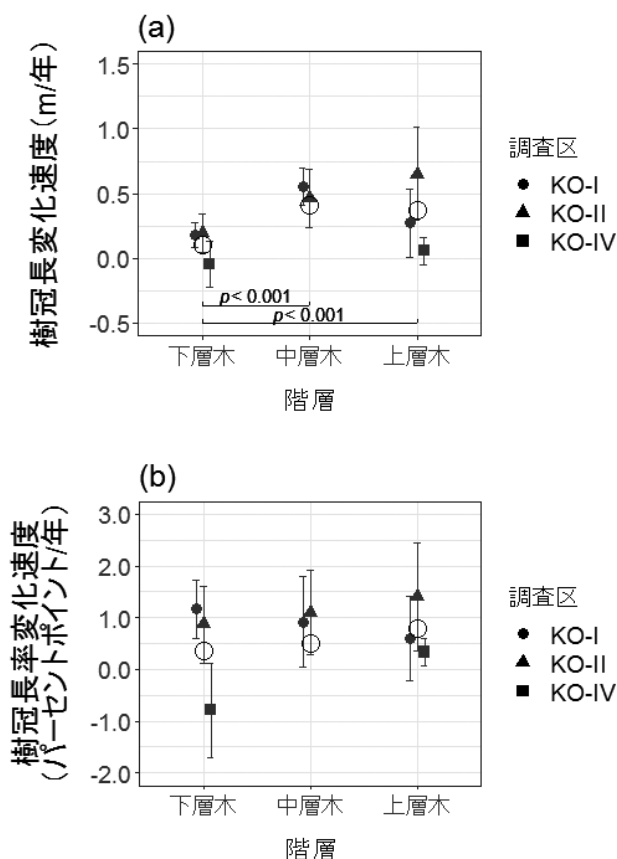 (a)
樹冠長変化速度(m/年)
1.5
1.0
0.5
0.0
-0.5
p< 0.001
p< 0.001
下層木 中層木 上層木
階層
調査区
KO-I
KO-II
KO-IV
(b)
樹冠長率変化速度
(パーセントポイント/年)
3.0
2.0
1.0
0.0
-1.0
-2.0
下層木 中層木 上層木
階層
調査区
KO-I
KO-II
KO-IV